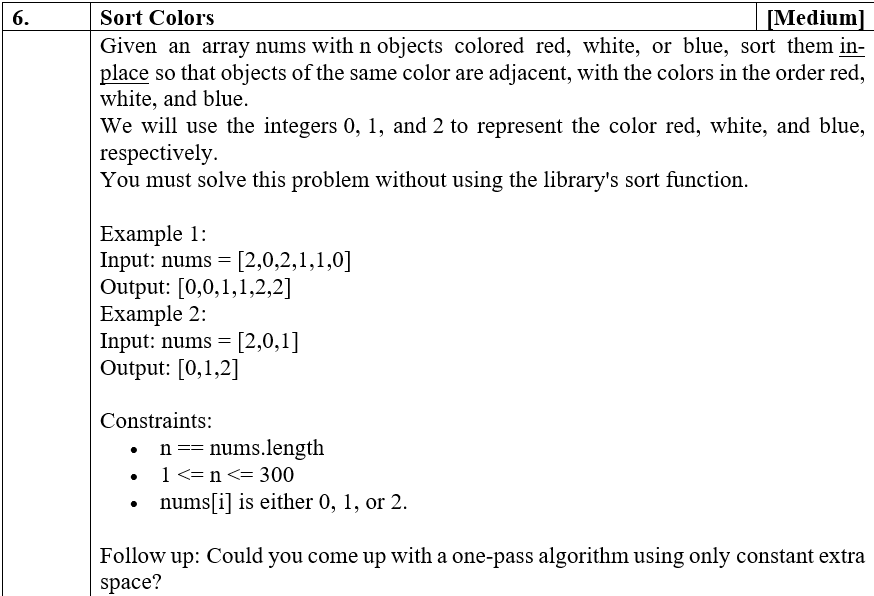 6. Sort Colors [Medium]
Given an array nums with n objects colored red, white, or blue, sort them in-
place so that objects of the same color are adjacent, with the colors in the order red,
white, and blue.
We will use the integers 0, 1, and 2 to represent the color red, white, and blue,
respectively.
You must solve this problem without using the library's sort function.
Example 1:
Input: nums = [2,0,2,1,1,0]
Output: [0,0,1,1,2,2]
Example 2:
Input: nums = [2,0,1]
Output: [0,1,2]
Constraints:
• n == nums.length
• 1 <= n <= 300
• nums[i] is either 0, 1, or 2.
Follow up: Could you come up with a one-pass algorithm using only constant extra
space?